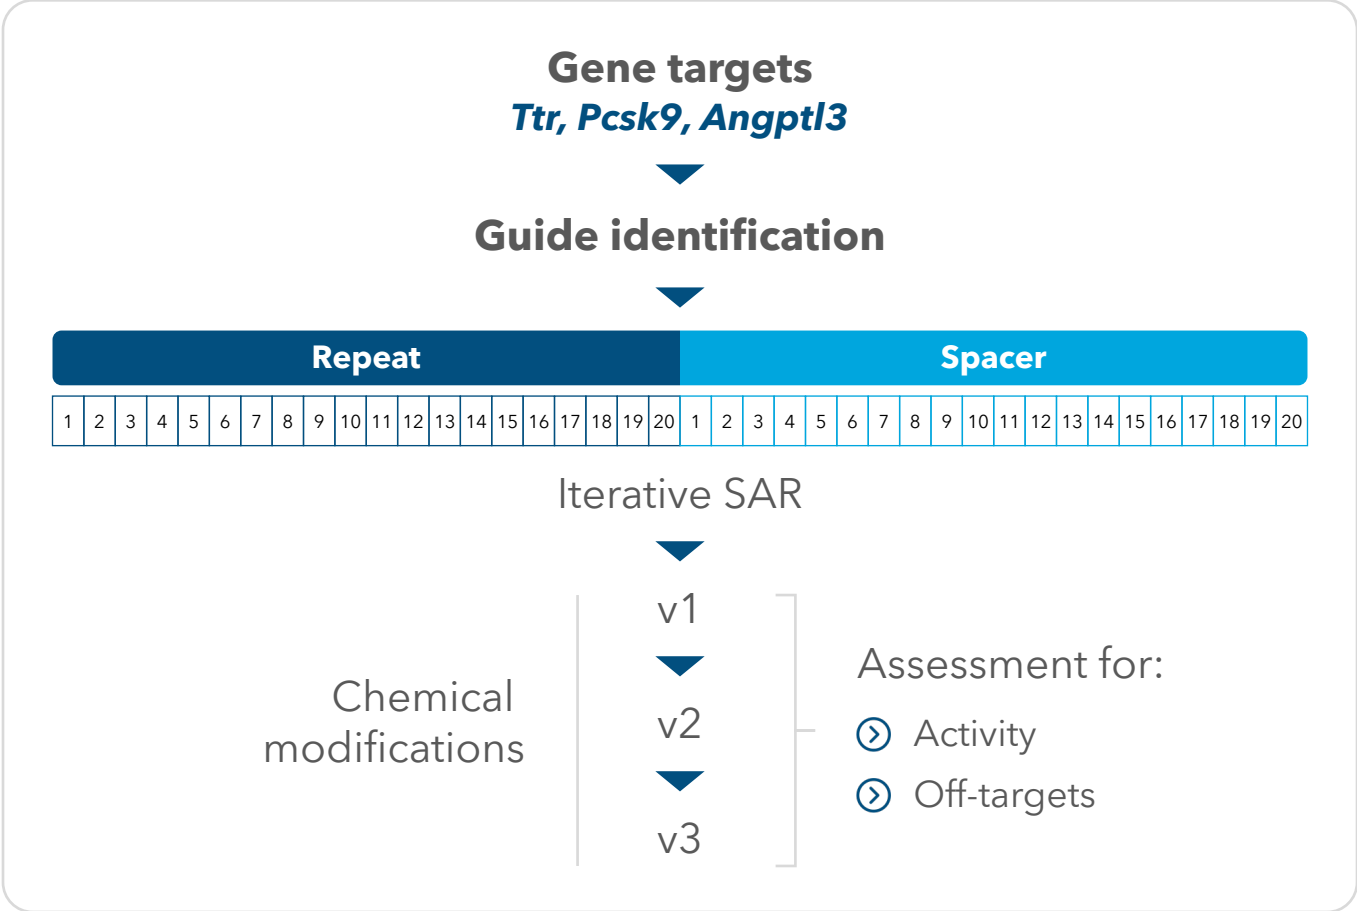 Gene targets
Ttr, Pcsk9, Angptl3
Guide identification
Repeat Spacer
1 2 3 4 5 6 7 8 9 10 11 12 13 14 15 16 17 18 19 20 1 2 3 4 5 6 7 8 9 10 11 12 13 14 15 16 17 18 19 20
Iterative SAR
Chemical
modifications
v1
v2
v3
Assessment for:
Activity
Off-targets